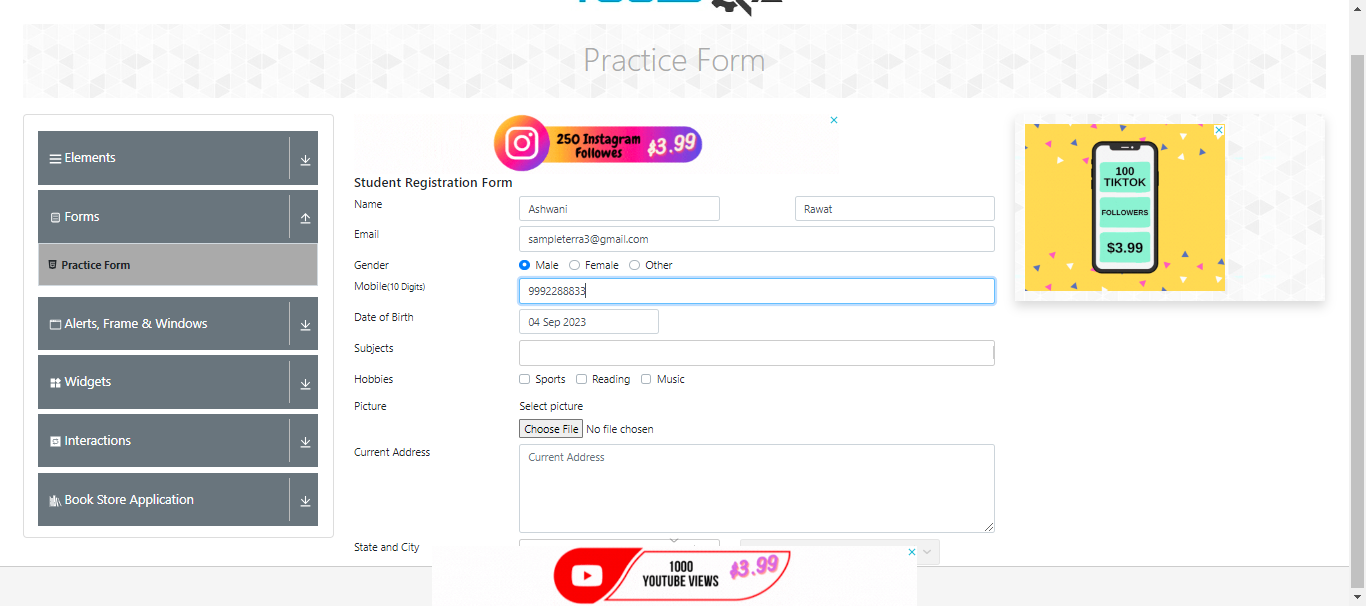 Practice Form
Elements
Forms
Practice Form
Alerts, Frame & Windows
Widgets
Interactions
Book Store Application
250 Instagram
Followes
$3.99
Student Registration Form
Name
Ashwani
Rawat
Email
sampleterra3@gmail.com
Gender
Male
Female
Other
Mobile(10 Digits)
9992288833
Date of Birth
04 Sep 2023
Subjects
Hobbies
Sports
Reading
Music
Picture
Select picture
Choose File No file chosen
Current Address
Current Address
State and City
100
TIKTOK
FOLLOWERS
$3.99
1000
YOUTUBE VIEWS
$3.99